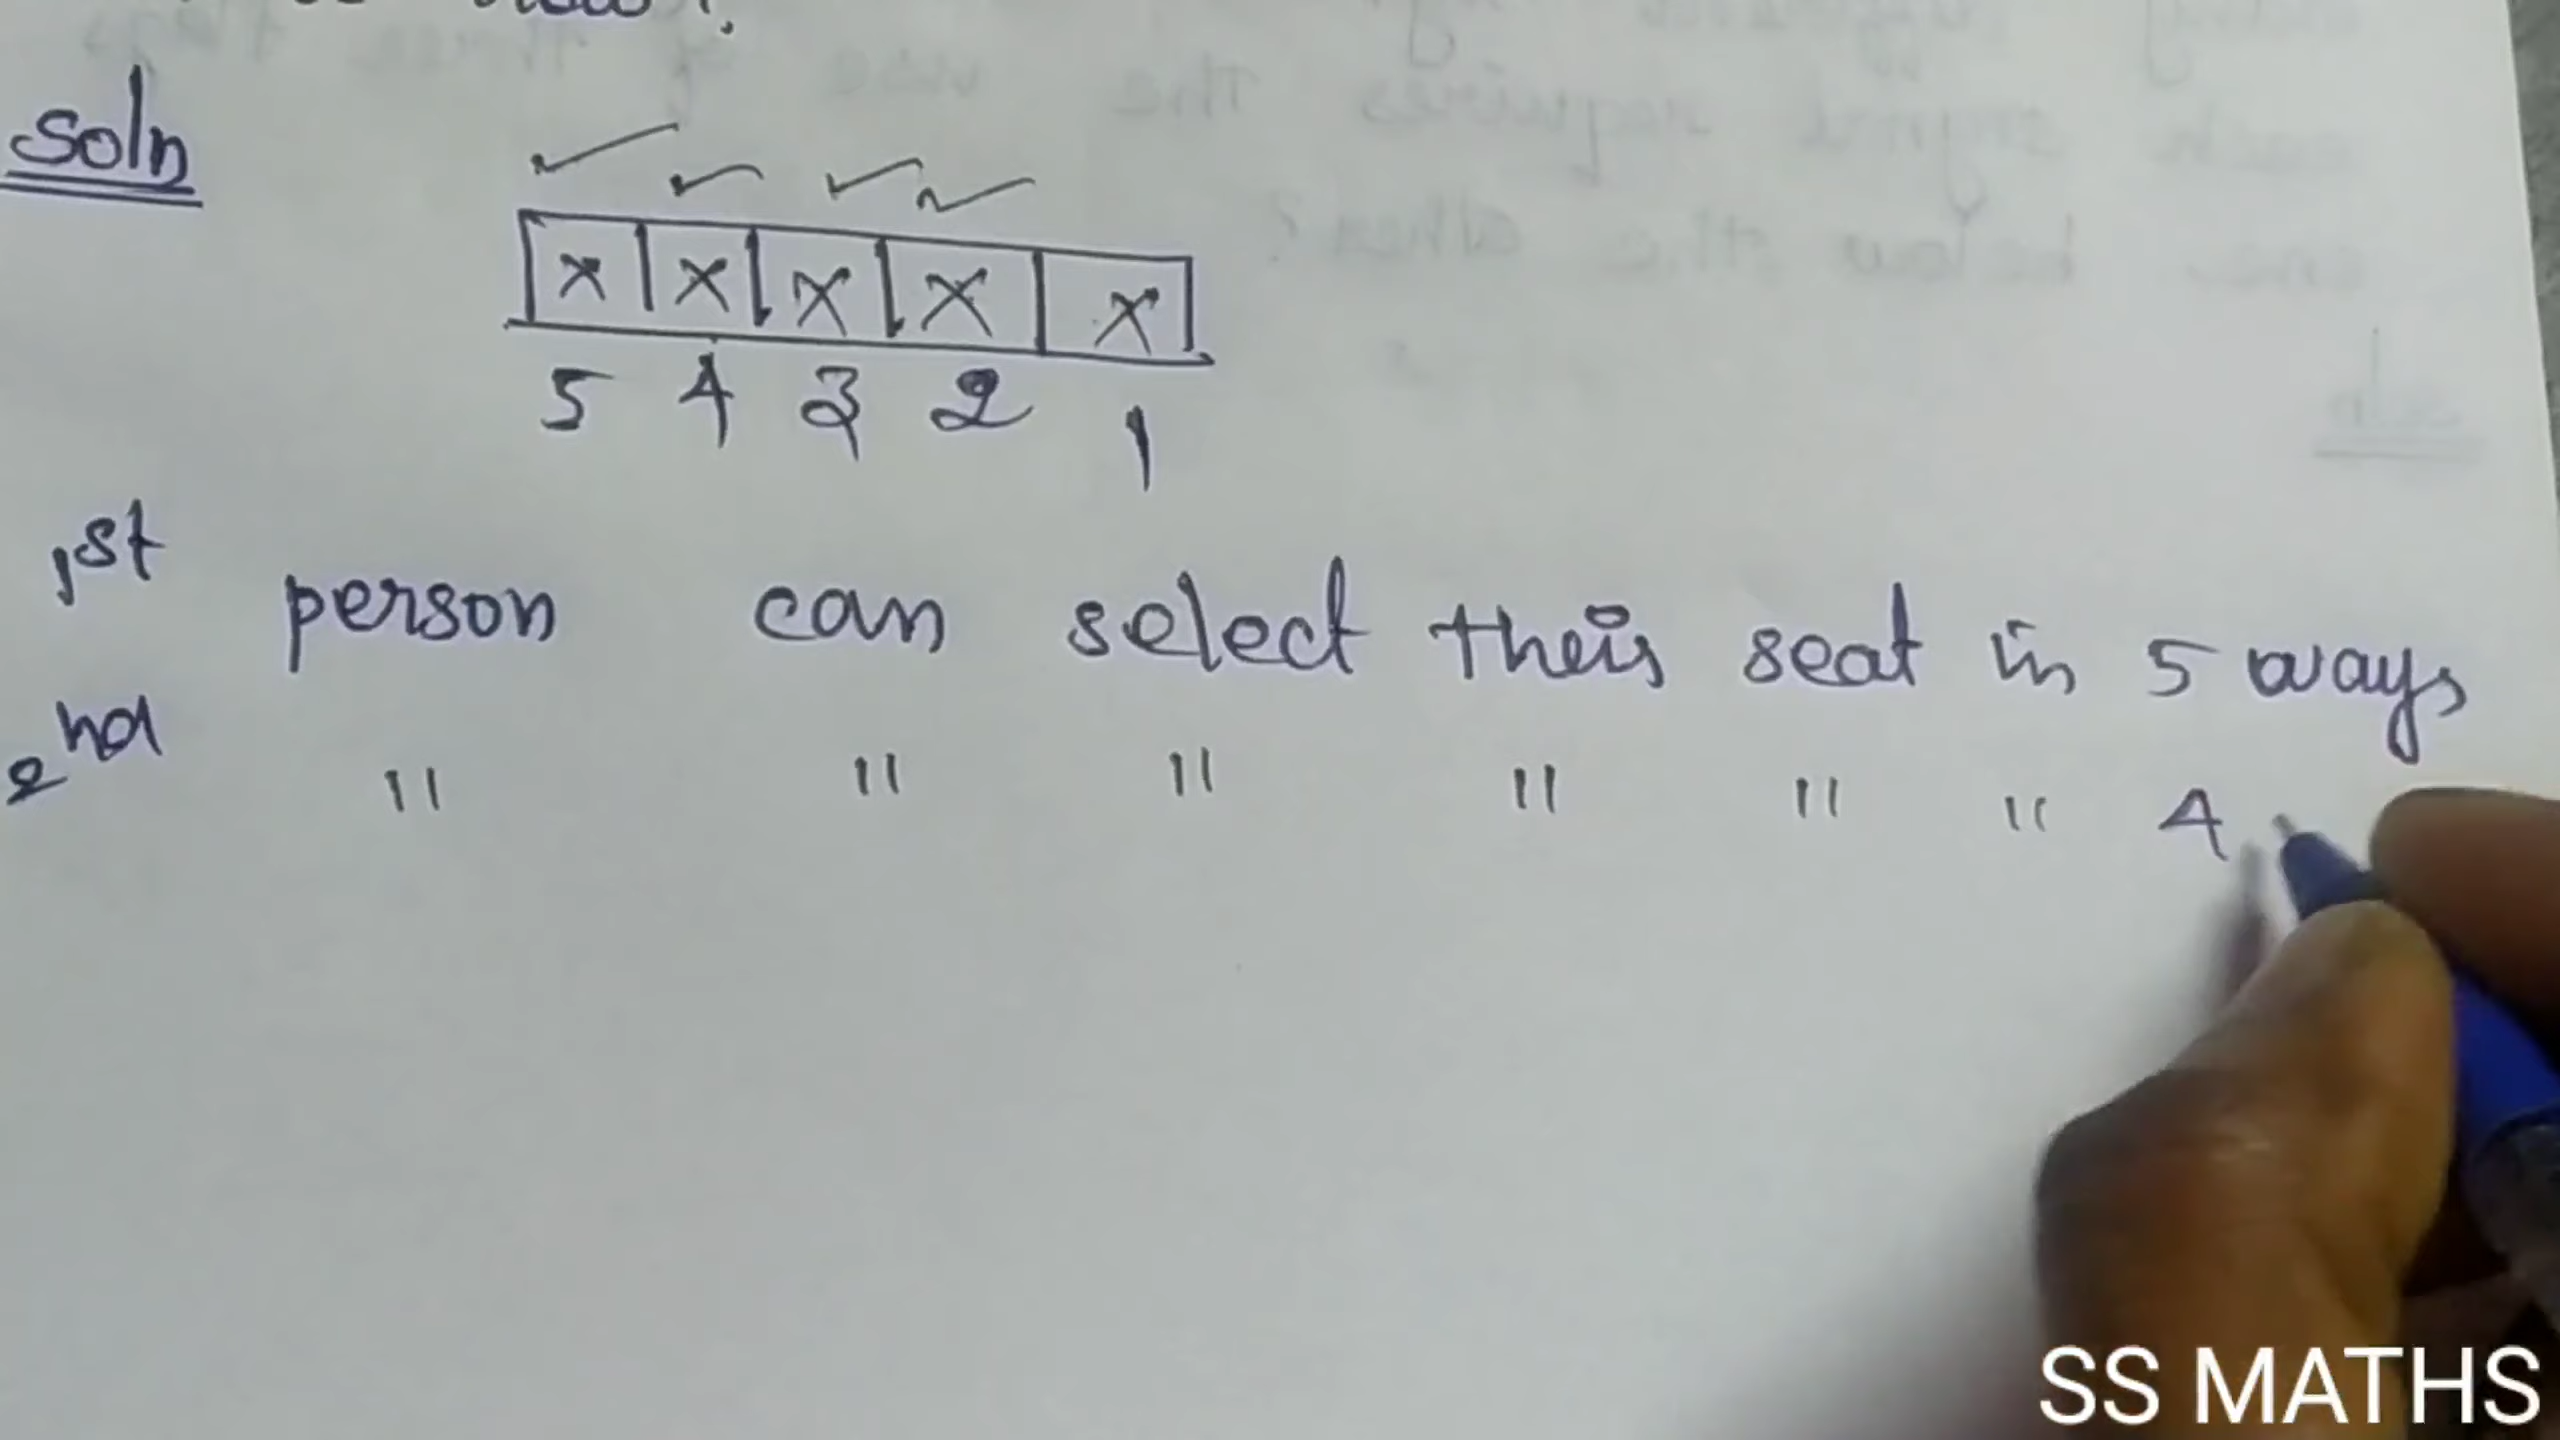 Soln
x x x x x
5 4 3 2 1
1st person can select their seat in 5 ways
2nd " " " " " " 4
SS MATHS